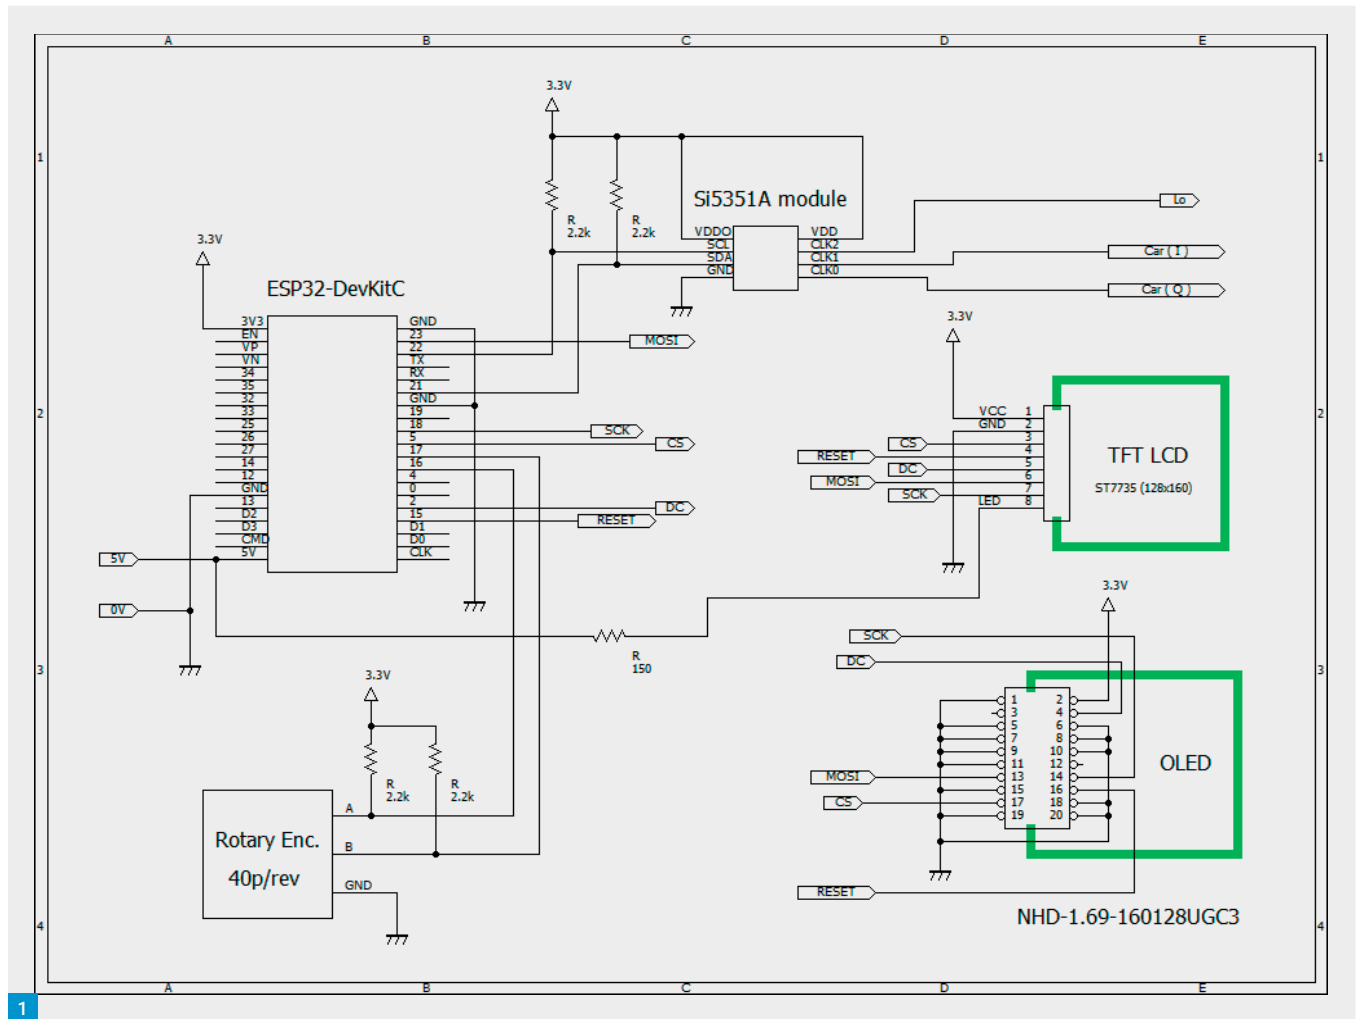 A B C D E
1 1
3.3V
Si5351A module
R
2.2k
R
2.2k
VDDO VDD
SCL CLK2
SDA CLK1
GND CLK0
Lo
Car ( I )
Car ( Q )
3.3V
ESP32-DevKitC
3V3 GND
EN 23
VP 22
VN TX
34 RX
35 21
32 GND
33 19
25 18
26 5
27 17
14 16
12 4
GND 0
13 2
D2 15
D3 D1
CMD D0
5V CLK
MOSI
SCK
CS
DC
RESET
5V
0V
2 2
3.3V
VCC 1
GND 2
CS 3
RESET 4
DC 5
MOSI 6
SCK 7
LED 8
TFT LCD
ST7735 (128x160)
R
150
3 3
3.3V
SCK
DC
1 2
3 4
5 6
7 8
9 10
11 12
13 14
15 16
17 18
19 20
MOSI
CS
RESET
OLED
NHD-1.69-160128UGC3
3.3V
R
2.2k
R
2.2k
A
B
GND
Rotary Enc.
40p/rev
4 4
A B C D E
1